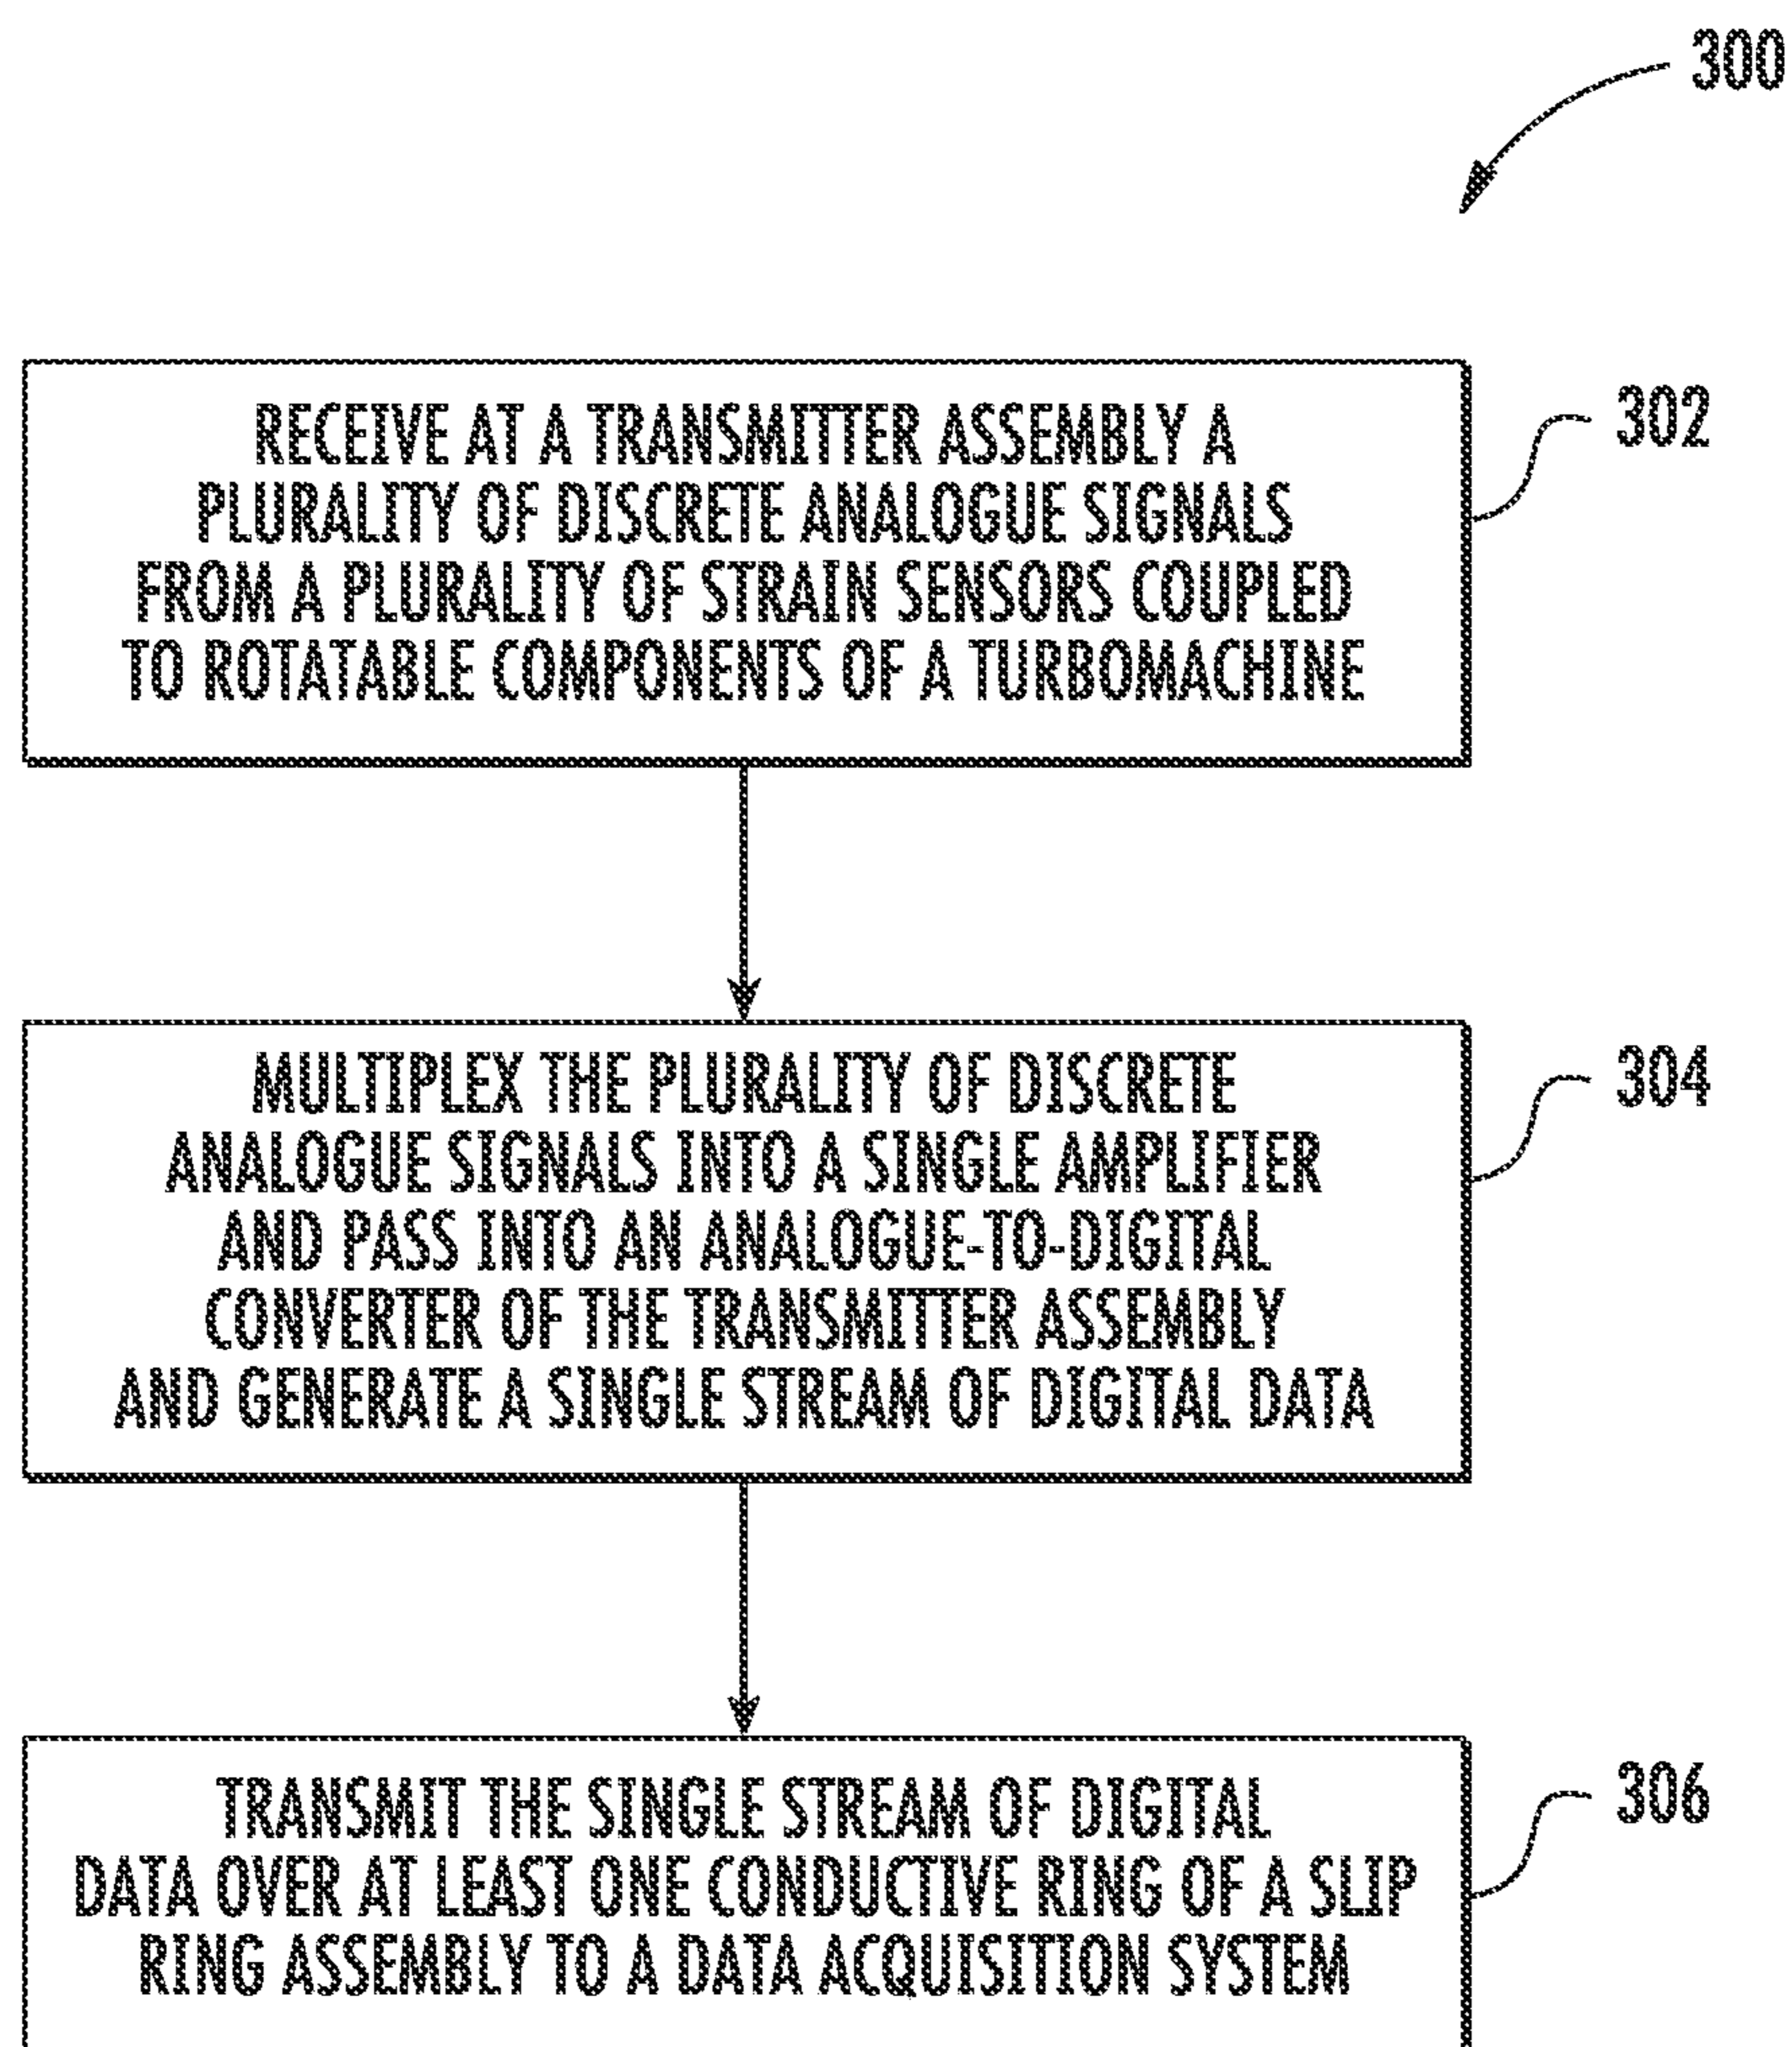 300
RECEIVE AT A TRANSMITTER ASSEMBLY A
PLURALITY OF DISCRETE ANALOGUE SIGNALS
FROM A PLURALITY OF STRAIN SENSORS COUPLED
TO ROTATABLE COMPONENTS OF A TURBOMACHINE
302
MULTIPLEX THE PLURALITY OF DISCRETE
ANALOGUE SIGNALS INTO A SINGLE AMPLIFIER
AND PASS INTO AN ANALOGUE-TO-DIGITAL
CONVERTER OF THE TRANSMITTER ASSEMBLY
AND GENERATE A SINGLE STREAM OF DIGITAL DATA
304
TRANSMIT THE SINGLE STREAM OF DIGITAL
DATA OVER AT LEAST ONE CONDUCTIVE RING OF A SLIP
RING ASSEMBLY TO A DATA ACQUISITION SYSTEM
306